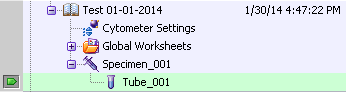 Test 01-01-2014 1/30/14 4:47:22 PM
Cytometer Settings
Global Worksheets
Specimen_001
Tube_001